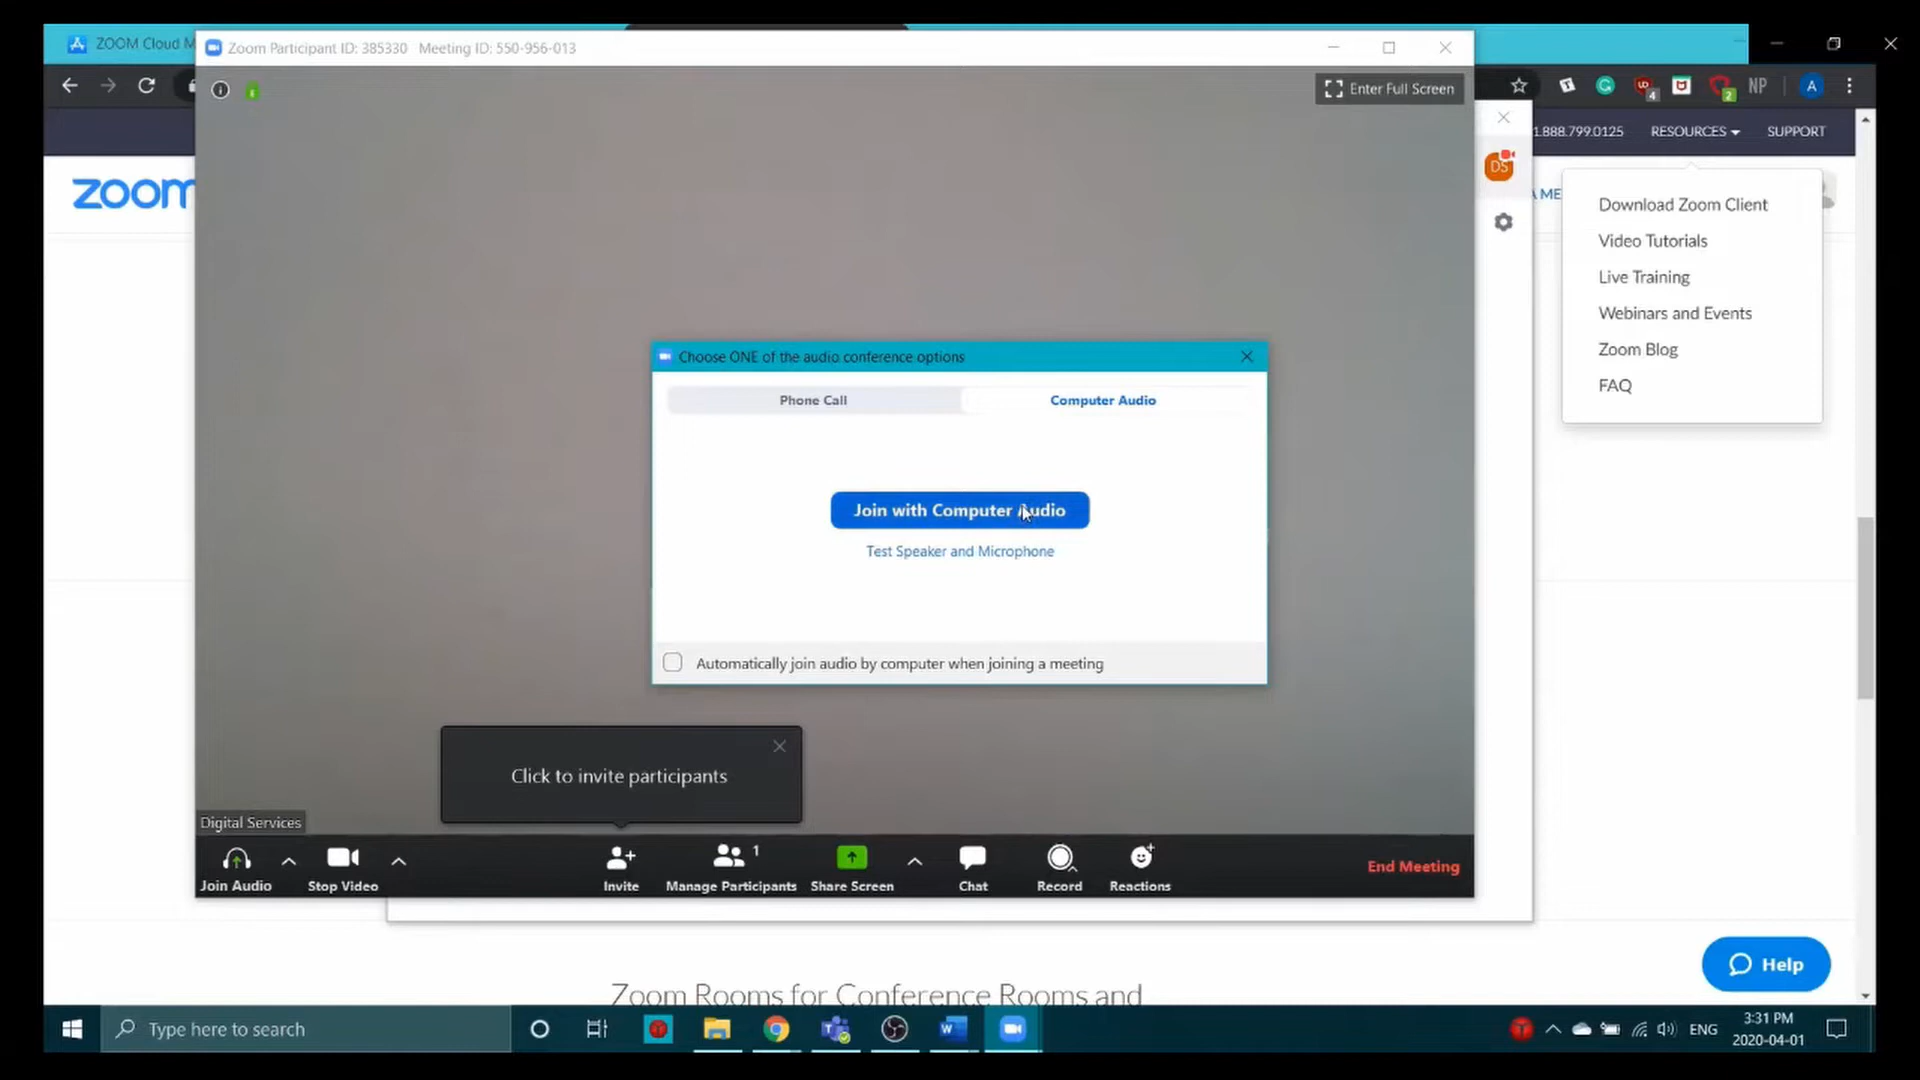 ZOOM Cloud M
Zoom Participant ID: 385330 Meeting ID: 550-956-013
Enter Full Screen
4
2
NP
A
1.888.799.0125
RESOURCES
SUPPORT
zoom
DS
A ME
Download Zoom Client
Video Tutorials
Live Training
Webinars and Events
Zoom Blog
FAQ
Choose ONE of the audio conference options
Phone Call
Computer Audio
Join with Computer Audio
Test Speaker and Microphone
Automatically join audio by computer when joining a meeting
Click to invite participants
Digital Services
Join Audio
Stop Video
Invite
1
Manage Participants
Share Screen
Chat
Record
Reactions
End Meeting
Help
Zoom Rooms for Conference Rooms and
Type here to search
ENG
3:31 PM
2020-04-01